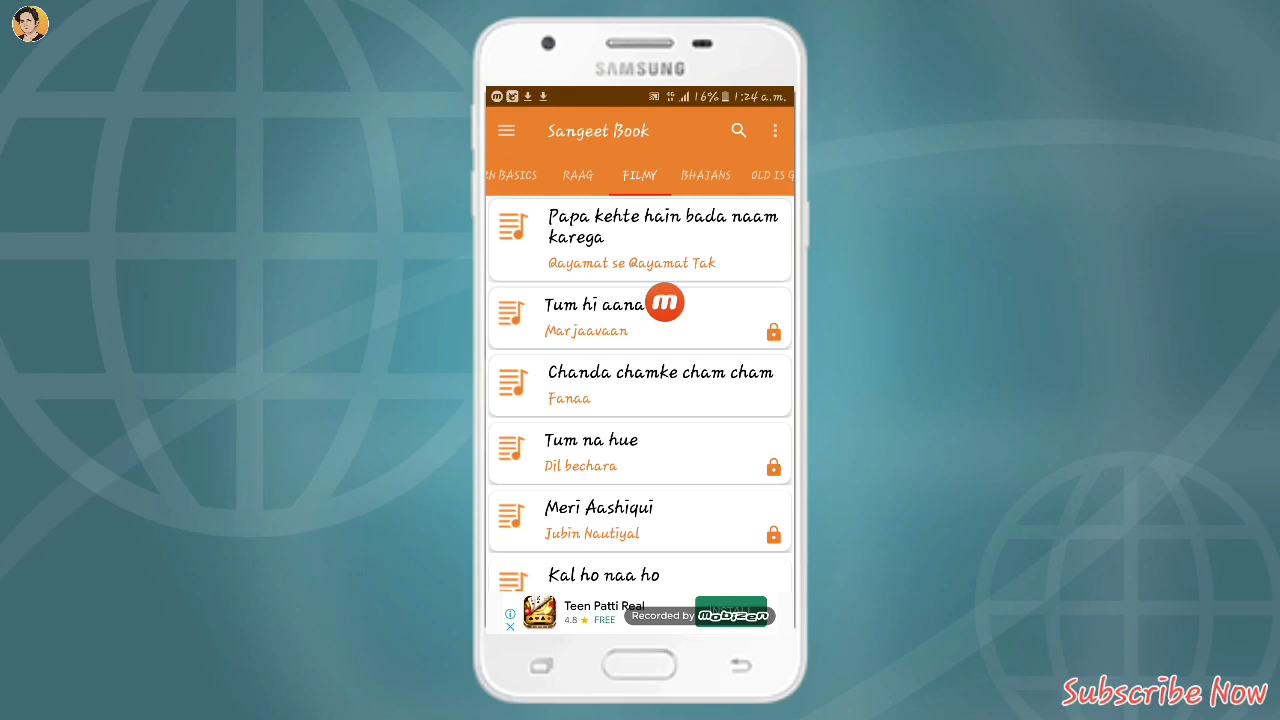 SAMSUNG
4G 16% 1:24 a.m.
Sangeet Book
RN BASICS RAAG FILMY BHAJANS OLD IS G
Papa kehte hain bada naam
karega
Qayamat se Qayamat Tak
Tum hi aana
Marjaavaan
Chanda chamke cham cham
Fanaa
Tum na hue
Dil bechara
Meri Aashiqui
Jubin Nautiyal
Kal ho naa ho
Teen Patti Real
4.8 ★ FREE
Recorded by mobizen
Subscribe Now